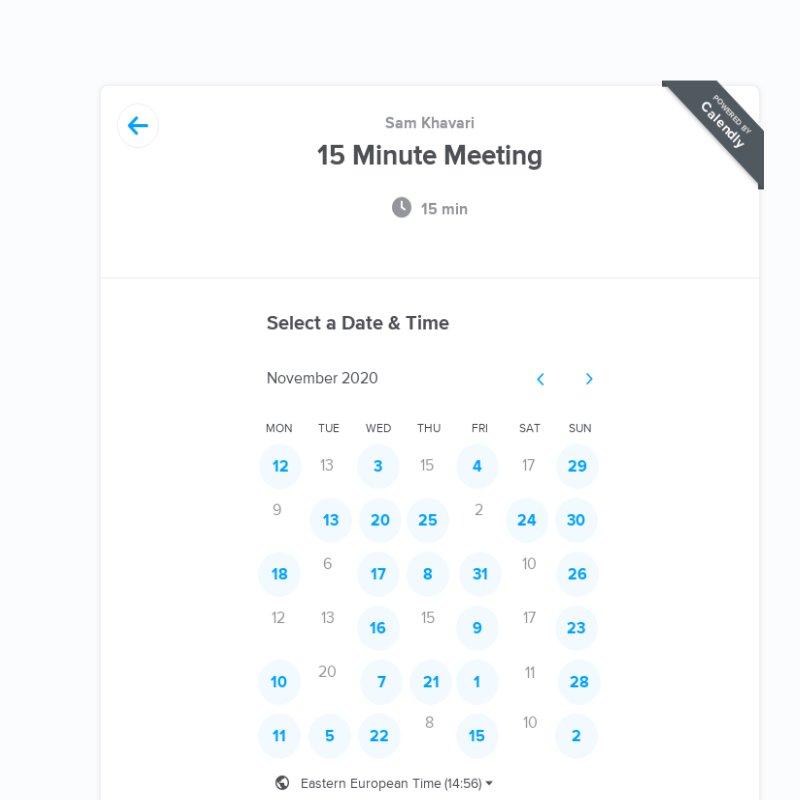 POWERED BY
Calendly
Sam Khavari
15 Minute Meeting
15 min
Select a Date & Time
November 2020
MON TUE WED THU FRI SAT SUN
12 13 3 15 4 17 29
9 13 20 25 2 24 30
18 6 17 8 31 10 26
12 13 16 15 9 17 23
10 20 7 21 1 11 28
11 5 22 8 15 10 2
Eastern European Time (14:56)